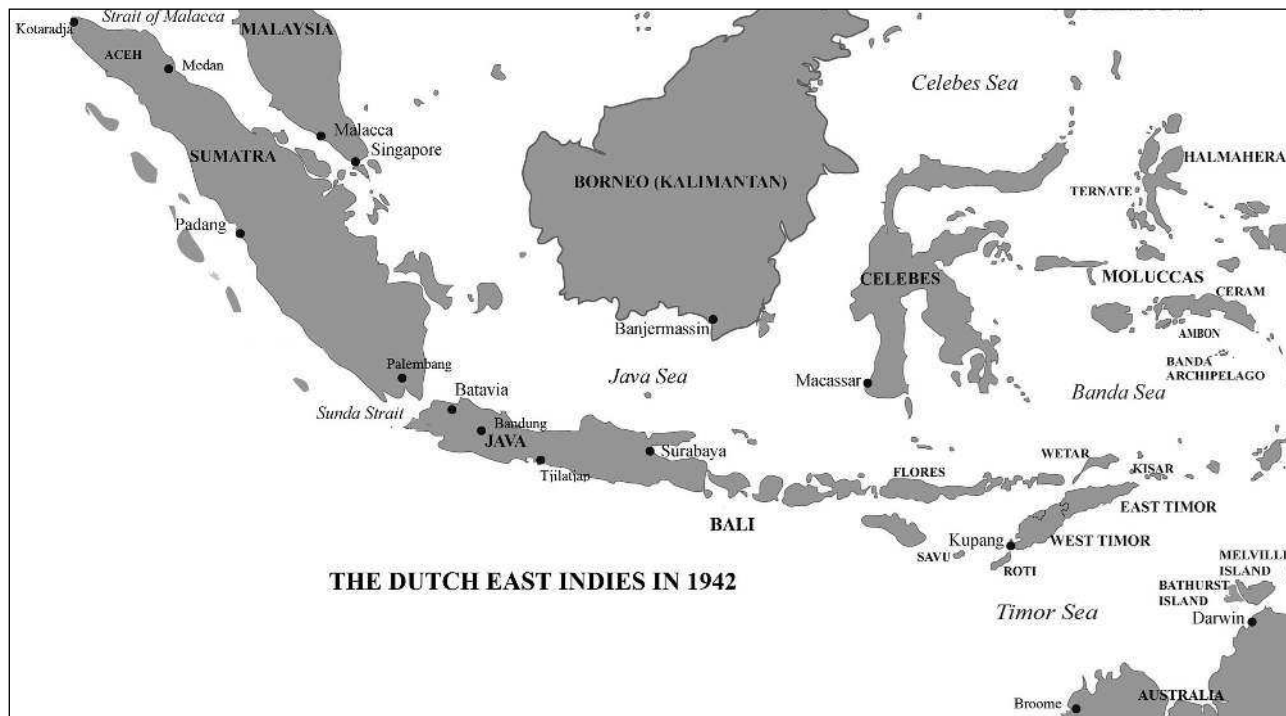 Strait of Malacca
Kotaradja
MALAYSIA
ACEH
Medan
Celebes Sea
Malacca
Singapore
SUMATRA
HALMAHERA
BORNEO (KALIMANTAN)
TERNATE
Padang
CELEBES
MOLUCCAS
CERAM
Banjermassin
AMBON
BANDA
ARCHIPELAGO
Palembang
Java Sea
Macassar
Banda Sea
Batavia
Sunda Strait
Bandung
JAVA
Surabaya
WETAR
Tjilatjap
FLORES
KISAR
EAST TIMOR
BALI
Kupang
WEST TIMOR
SAVU
ROTI
MELVILLE
ISLAND
THE DUTCH EAST INDIES IN 1942
BATHURST
ISLAND
Timor Sea
Darwin
AUSTRALIA
Broome